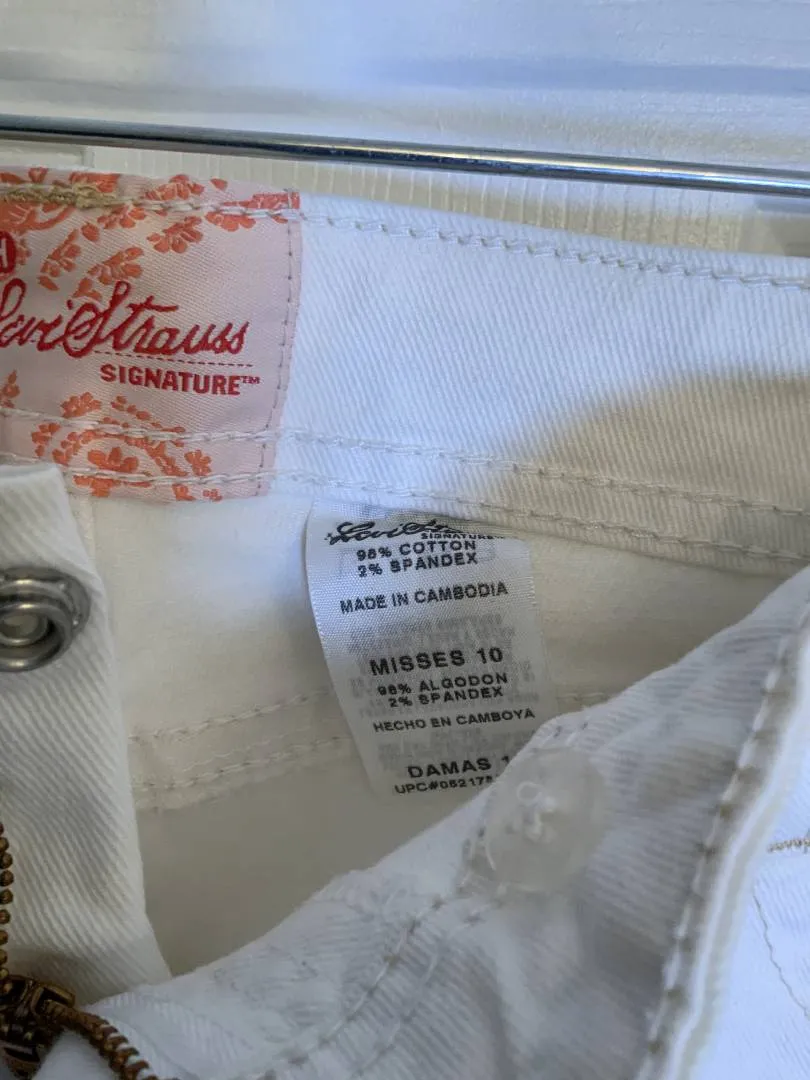 Levi Strauss
SIGNATURE™
SIGNATURE
98% COTTON
2% SPANDEX
MADE IN CAMBODIA
MISSES 10
98% ALGODON
2% SPANDEX
HECHO EN CAMBOYA
DAMAS